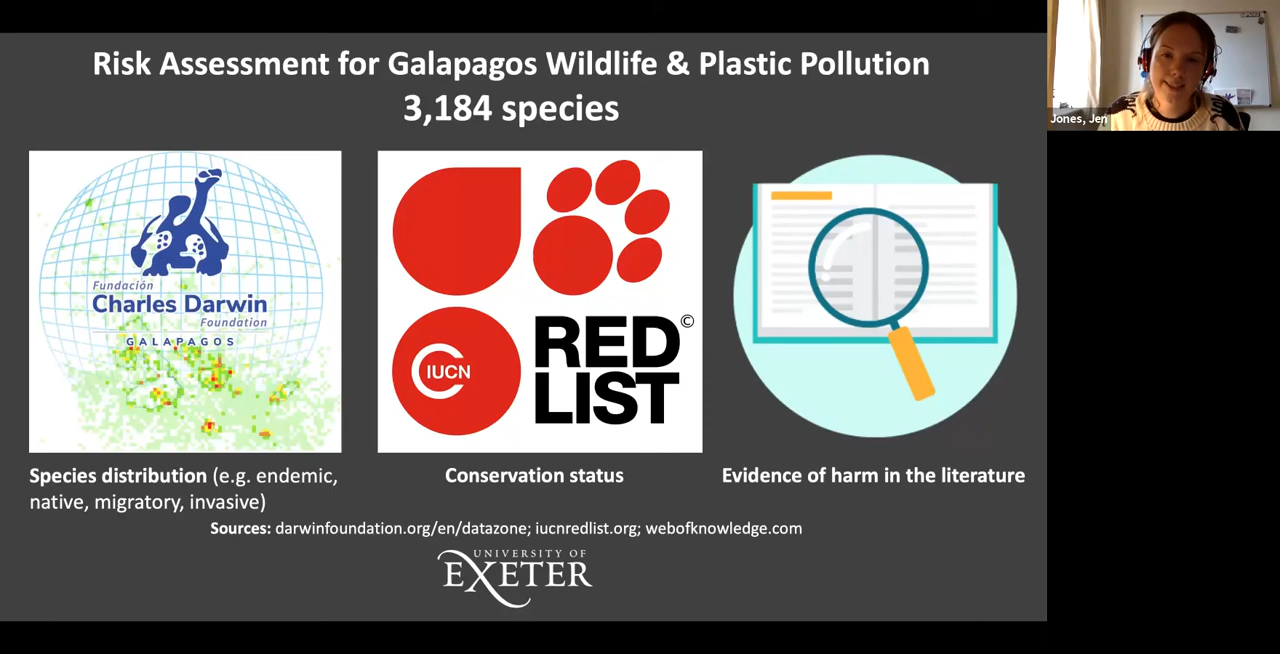 Risk Assessment for Galapagos Wildlife & Plastic Pollution
3,184 species
Jones, Jen
Fundación
Charles Darwin
Foundation
GALAPAGOS
IUCN
RED
LIST
©
Species distribution (e.g. endemic,
native, migratory, invasive)
Conservation status
Evidence of harm in the literature
Sources: darwinfoundation.org/en/datazone; iucnredlist.org; webofknowledge.com
UNIVERSITY OF
EXETER